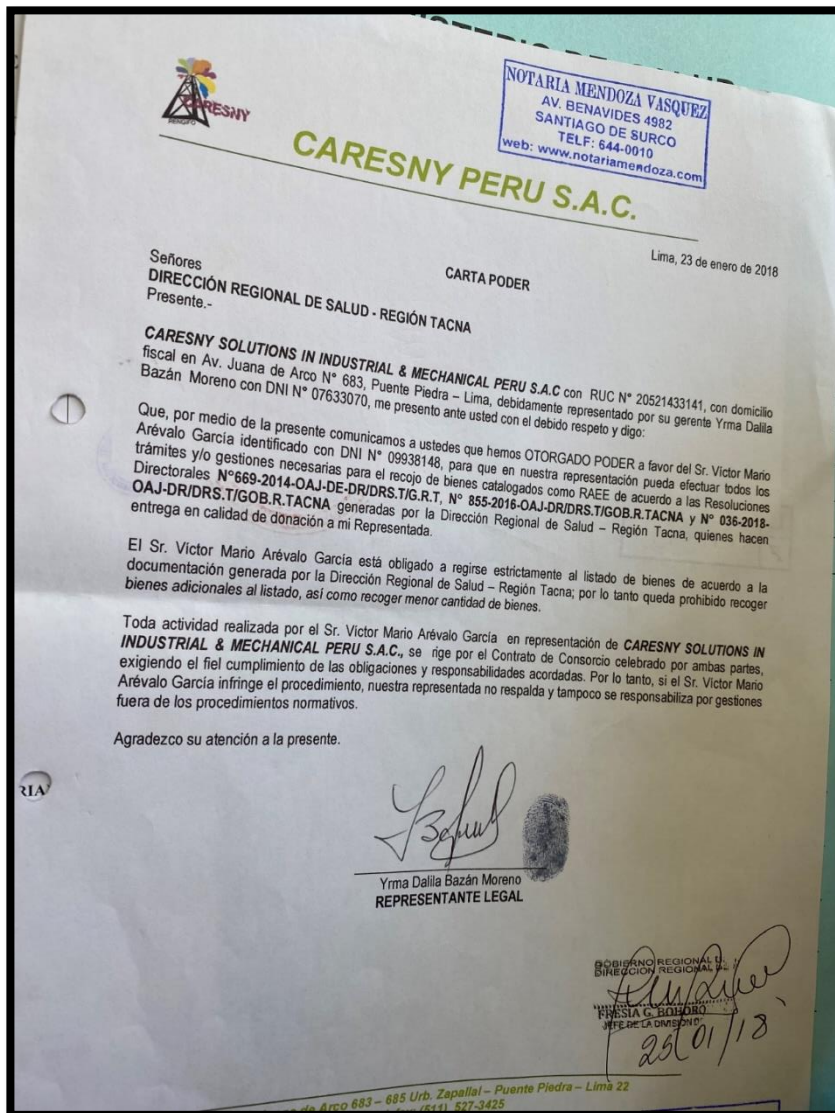 CARESNY
NOTARIA MENDOZA VASQUEZ
AV. BENAVIDES 4982
SANTIAGO DE SURCO
TELF: 644-0010
web: www.notariamendoza.com
CARESNY PERU S.A.C.
Lima, 23 de enero de 2018
CARTA PODER
Señores
DIRECCIÓN REGIONAL DE SALUD - REGIÓN TACNA
Presente.-
CARESNY SOLUTIONS IN INDUSTRIAL & MECHANICAL PERU S.A.C con RUC N° 20521433141, con domicilio
fiscal en Av. Juana de Arco N° 683, Puente Piedra – Lima, debidamente representado por su gerente Yrma Dalila
Bazán Moreno con DNI N° 07633070, me presento ante usted con el debido respeto y digo:
Que, por medio de la presente comunicamos a ustedes que hemos OTORGADO PODER a favor del Sr. Victor Mario
Arévalo García identificado con DNI N° 09938148, para que en nuestra representación pueda efectuar todos los
trámites y/o gestiones necesarias para el recojo de bienes catalogados como RAEE de acuerdo a las Resoluciones
Directorales N°669-2014-OAJ-DE-DR/DRS.T/G.R.T, N° 855-2016-OAJ-DR/DRS.T/GOB.R.TACNA y N° 036-2018-
OAJ-DR/DRS.T/GOB.R.TACNA generadas por la Dirección Regional de Salud – Región Tacna, quienes hacen
entrega en calidad de donación a mi Representada.
El Sr. Victor Mario Arévalo García está obligado a regirse estrictamente al listado de bienes de acuerdo a la
documentación generada por la Dirección Regional de Salud – Región Tacna; por lo tanto queda prohibido recoger
bienes adicionales al listado, así como recoger menor cantidad de bienes.
Toda actividad realizada por el Sr. Victor Mario Arévalo García en representación de CARESNY SOLUTIONS IN
INDUSTRIAL & MECHANICAL PERU S.A.C., se rige por el Contrato de Consorcio celebrado por ambas partes,
exigiendo el fiel cumplimiento de las obligaciones y responsabilidades acordadas. Por lo tanto, si el Sr. Victor Mario
Arévalo García infringe el procedimiento, nuestra representada no respalda y tampoco se responsabiliza por gestiones
fuera de los procedimientos normativos.
Agradezco su atención a la presente.
RIA
Yrma Dalila Bazán Moreno
REPRESENTANTE LEGAL
GOBIERNO REGIONAL
DIRECCION REGIONAL
FRESIA G. BOHORQ
JEFE DE LA DIVISION
25/01/18
de Arco 683 – 685 Urb. Zapallal – Puente Piedra – Lima 22
(511) 527-3425